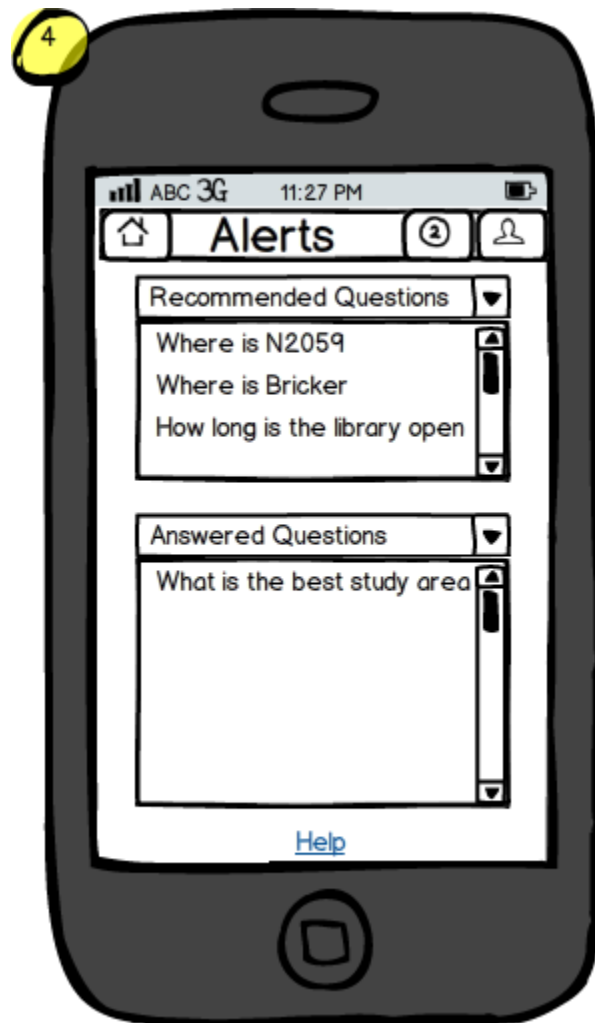 4
ABC 3G 11:27 PM
Alerts 2
Recommended Questions
Where is N2059
Where is Bricker
How long is the library open
Answered Questions
What is the best study area
Help